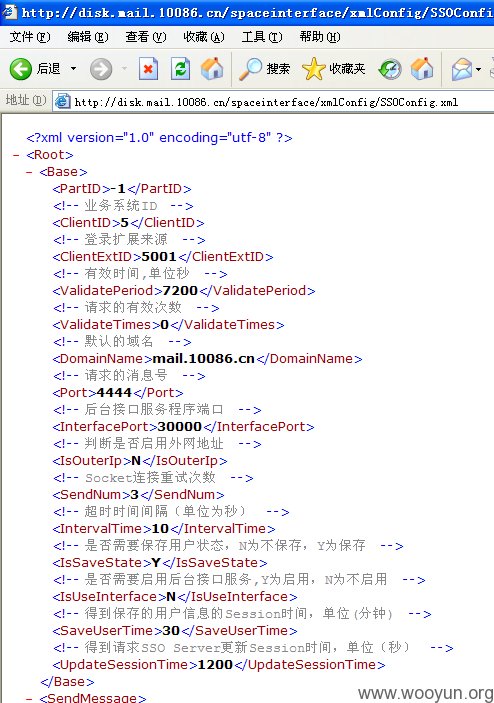 http://disk.mail.10086.cn/spaceinterface/xmlConfig/SSOConfi
文件(F) 编辑(E) 查看(V) 收藏(A) 工具(T) 帮助(H)
后退 搜索 收藏夹
地址(D) http://disk.mail.10086.cn/spaceinterface/xmlConfig/SSOConfig.xml
<?xml version="1.0" encoding="utf-8" ?>
- <Root>
- <Base>
<PartID>-1</PartID>
<!-- 业务系统ID -->
<ClientID>5</ClientID>
<!-- 登录扩展来源 -->
<ClientExtID>5001</ClientExtID>
<!-- 有效时间,单位秒 -->
<ValidatePeriod>7200</ValidatePeriod>
<!-- 请求的有效次数 -->
<ValidateTimes>0</ValidateTimes>
<!-- 默认的域名 -->
<DomainName>mail.10086.cn</DomainName>
<!-- 请求的消息号 -->
<Port>4444</Port>
<!-- 后台接口服务程序端口 -->
<InterfacePort>30000</InterfacePort>
<!-- 判断是否启用外网地址 -->
<IsOuterIp>N</IsOuterIp>
<!-- Socket连接重试次数 -->
<SendNum>3</SendNum>
<!-- 超时时间间隔（单位为秒） -->
<IntervalTime>10</IntervalTime>
<!-- 是否需要保存用户状态，N为不保存，Y为保存 -->
<IsSaveState>Y</IsSaveState>
<!-- 是否需要启用后台接口服务,Y为启用，N为不启用 -->
<IsUseInterface>N</IsUseInterface>
<!-- 得到保存的用户信息的Session时间，单位(分钟) -->
<SaveUserTime>30</SaveUserTime>
<!-- 得到请求SSO Server更新Session时间，单位（秒） -->
<UpdateSessionTime>1200</UpdateSessionTime>
</Base>
- <SendMessage>
www.wooyun.org